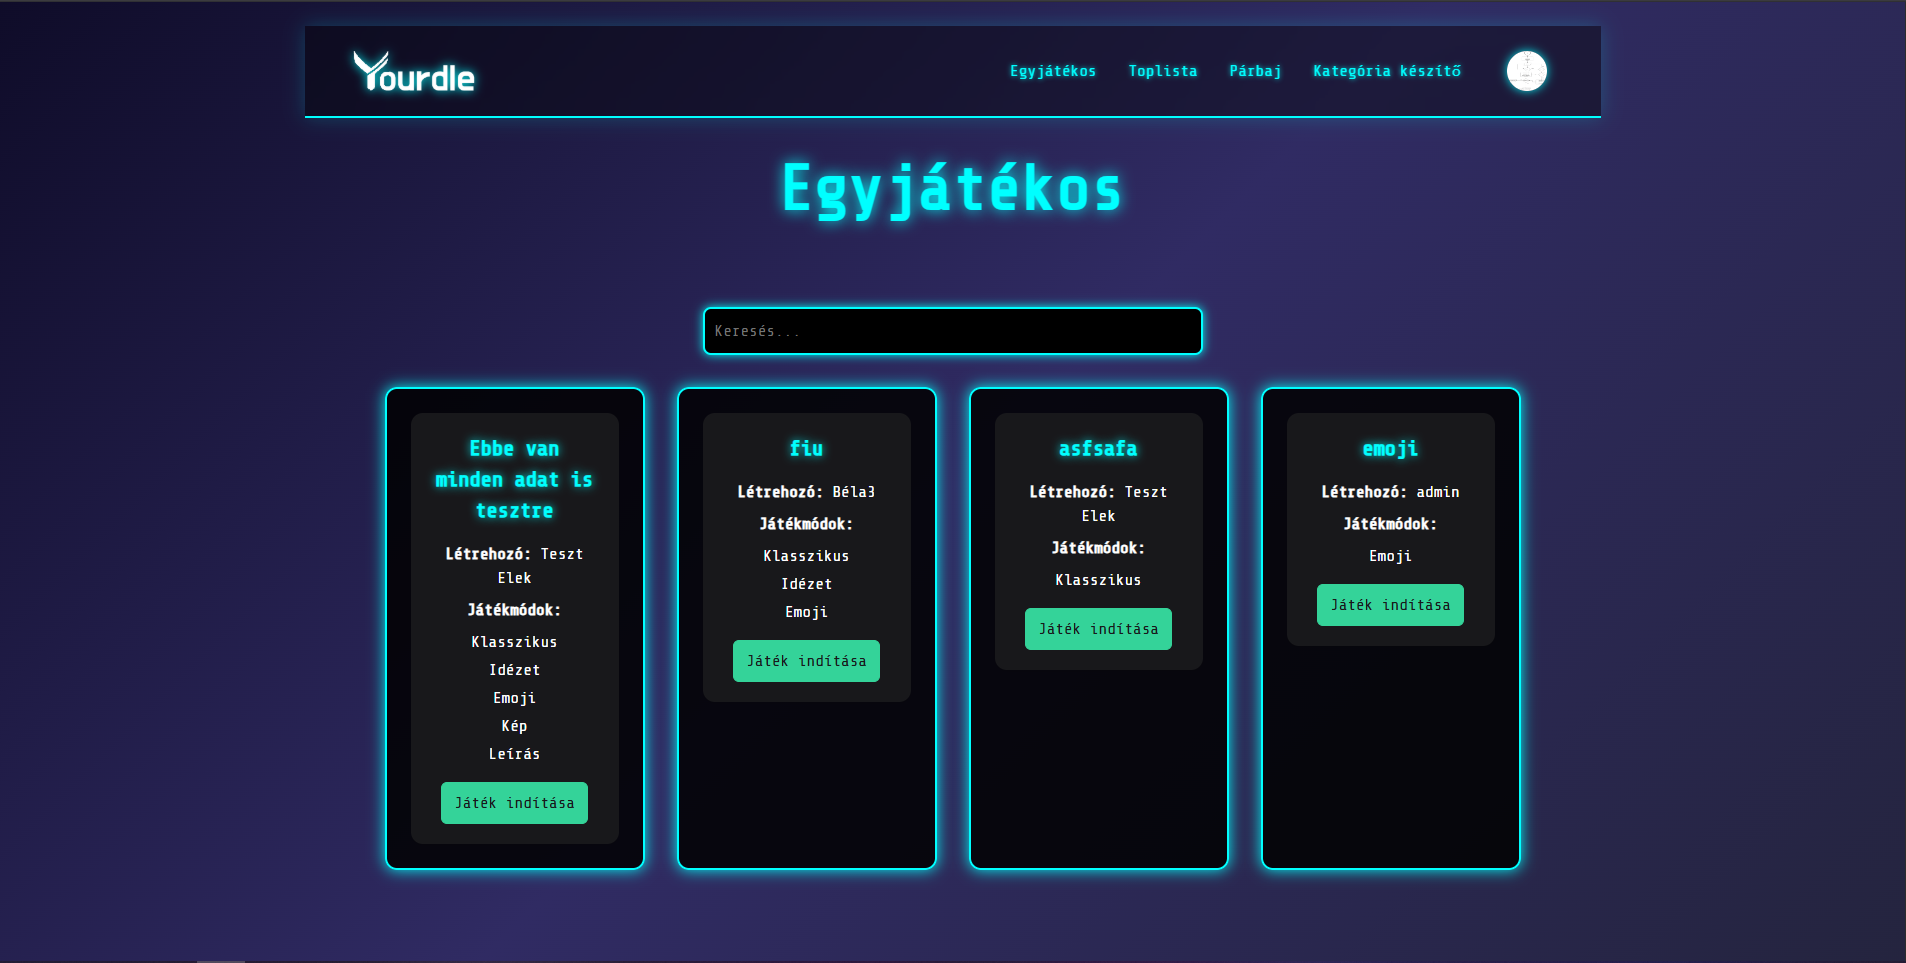 Yourdle
Egyjátékos
Toplista
Párbaj
Kategória készítő
Egyjátékos
Keresés...
Ebbe van
minden adat is
tesztre
Létrehozó: Teszt
Elek
Játékmódok:
Klasszikus
Idézet
Emoji
Kép
Leírás
Játék indítása
fiu
Létrehozó: Béla3
Játékmódok:
Klasszikus
Idézet
Emoji
Játék indítása
asfsafa
Létrehozó: Teszt
Elek
Játékmódok:
Klasszikus
Játék indítása
emoji
Létrehozó: admin
Játékmódok:
Emoji
Játék indítása